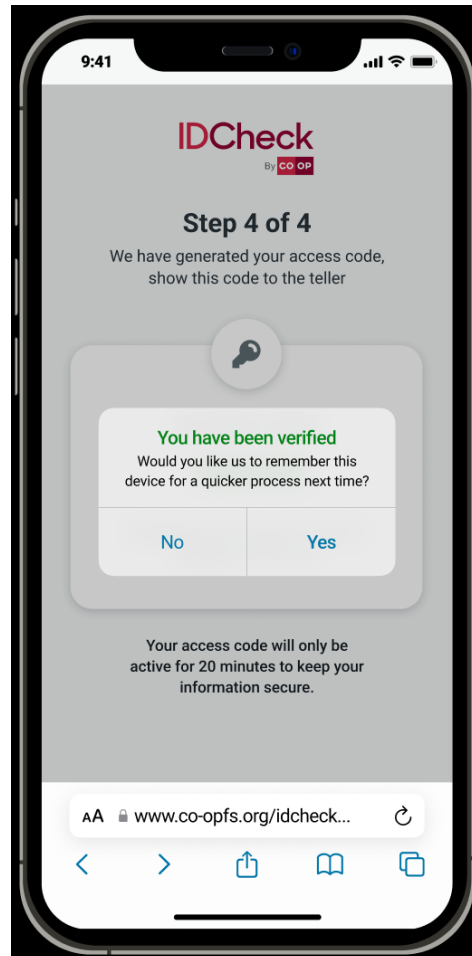 9:41
IDCheck
By CO OP
Step 4 of 4
We have generated your access code,
show this code to the teller
You have been verified
Would you like us to remember this
device for a quicker process next time?
No
Yes
Your access code will only be
active for 20 minutes to keep your
information secure.
AA www.co-opfs.org/idcheck...